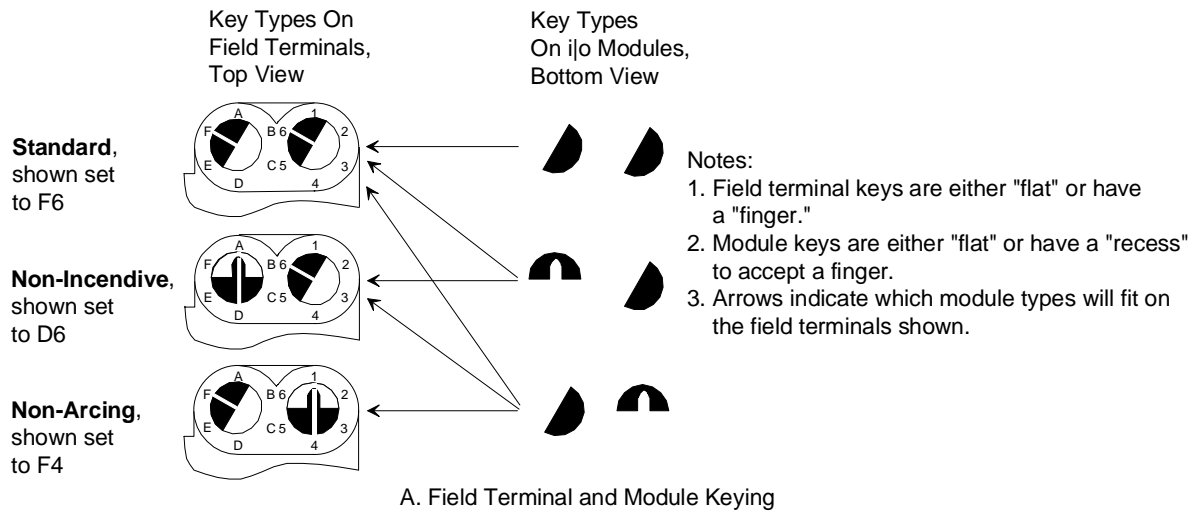 Key Types On
Field Terminals,
Top View
Key Types
On i|o Modules,
Bottom View
Standard,
shown set
to F6
A
F
B
E
C
D
1
6
2
5
3
4
Non-Incendive,
shown set
to D6
A
F
B
E
C
D
1
6
2
5
3
4
Non-Arcing,
shown set
to F4
A
F
B
E
C
D
1
6
2
5
3
4
Notes:
1. Field terminal keys are either "flat" or have
a "finger."
2. Module keys are either "flat" or have a "recess"
to accept a finger.
3. Arrows indicate which module types will fit on
the field terminals shown.
A. Field Terminal and Module Keying